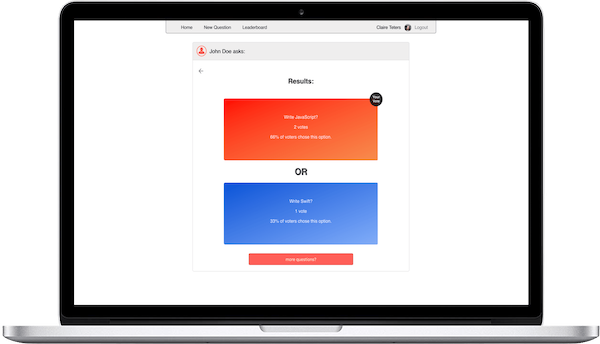 Home New Question Leaderboard Claire Teters Logout
John Doe asks:
Results:
Your
Vote
Write JavaScript?
2 votes
66% of voters chose this option.
OR
Write Swift?
1 vote
33% of voters chose this option.
more questions?